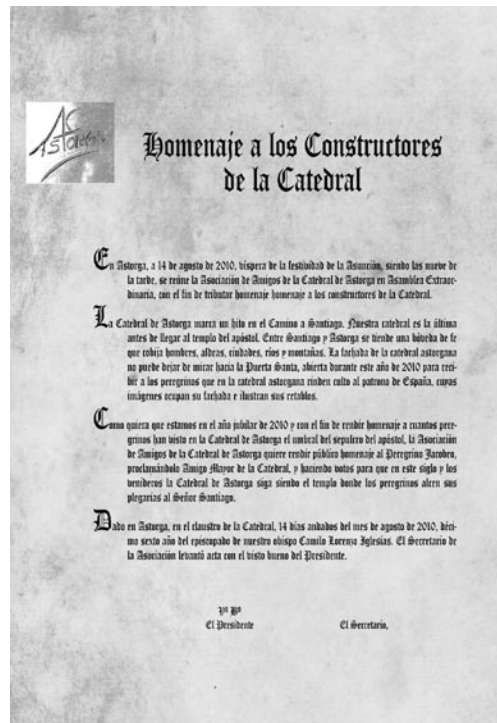 AC
Astorga
Homenaje a los Constructores
de la Catedral
En Astorga, a 14 de agosto de 2010, víspera de la festividad de la Asunción, siendo las nueve de
la tarde, se reúne la Asociación de Amigos de la Catedral de Astorga en Asamblea Extraor-
dinaria, con el fin de tributar homenaje homenaje a los constructores de la Catedral.
La Catedral de Astorga marca un hito en el Camino a Santiago. Nuestra catedral es la última
antes de llegar al templo del apóstol. Entre Santiago y Astorga se tiende una bóveda de fe
que cobija hombres, aldeas, ciudades, ríos y montañas. La fachada de la catedral astorgana
no puede dejar de mirar hacia la Puerta Santa, abierta durante este año de 2010 para reci-
bir a los peregrinos que en la catedral astorgana rinden culto al patrono de España, cuyas
imágenes ocupan su fachada e ilustran sus retablos.
Como quiera que estamos en el año jubilar de 2010 y con el fin de rendir homenaje a cuantos pere-
grinos han visto en la Catedral de Astorga el umbral del sepulcro del apóstol, la Asociación
de Amigos de la Catedral de Astorga quiere rendir público homenaje al Peregrino Jacobeo,
proclamándolo Amigo Mayor de la Catedral, y haciendo votos para que en este siglo y los
venideros la Catedral de Astorga siga siendo el templo donde los peregrinos alcen sus
plegarias al Señor Santiago.
Dado en Astorga, en el claustro de la Catedral, 14 días andados del mes de agosto de 2010, déci-
mo sexto año del episcopado de nuestro obispo Camilo Lorenzo Iglesias. El Secretario de
la Asociación levantó acta con el visto bueno del Presidente.
Vº Bº
El Presidente
El Secretario,